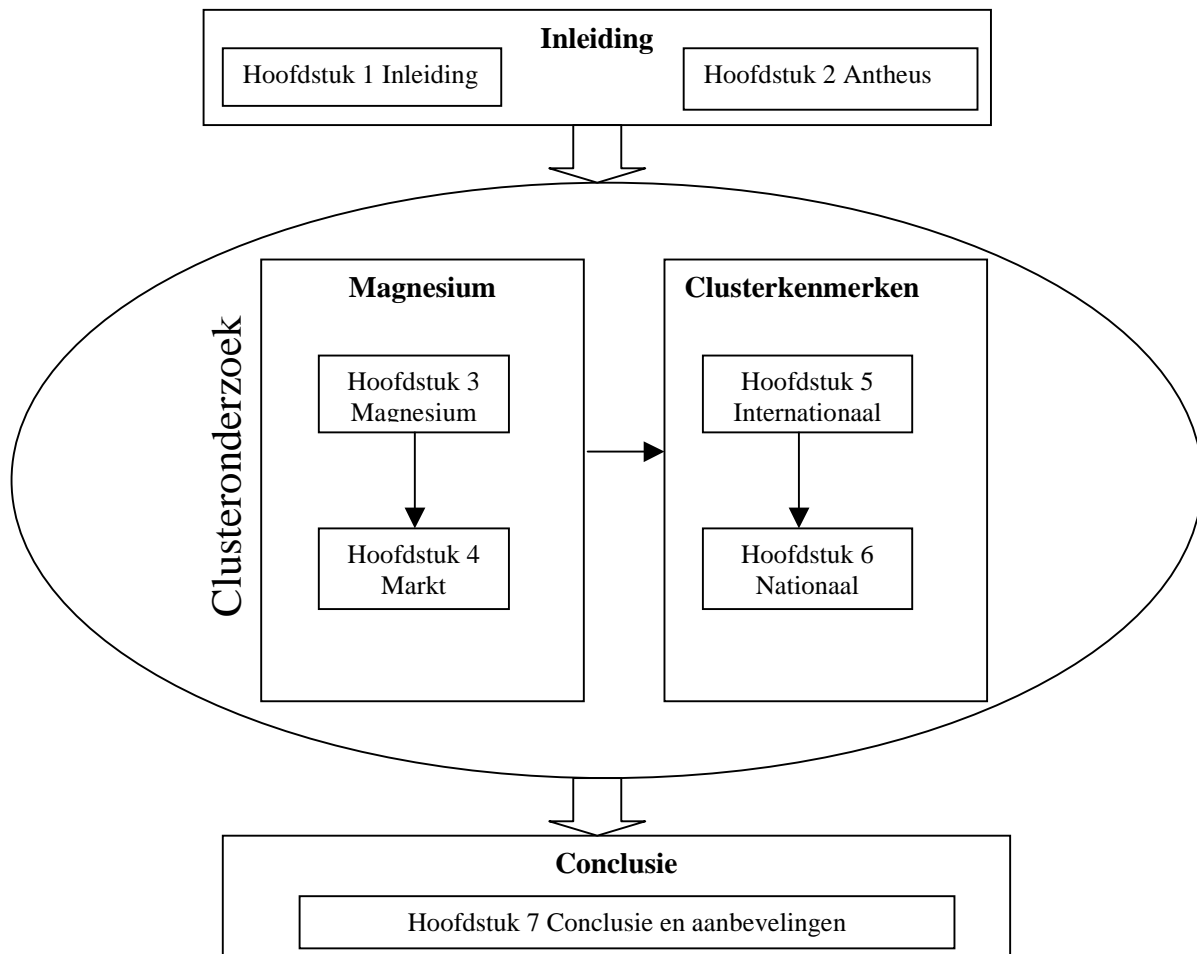 Inleiding
Hoofdstuk 1 Inleiding
Hoofdstuk 2 Antheus
Clusteronderzoek
Magnesium
Hoofdstuk 3
Magnesium
Hoofdstuk 4
Markt
Clusterkenmerken
Hoofdstuk 5
Internationaal
Hoofdstuk 6
Nationaal
Conclusie
Hoofdstuk 7 Conclusie en aanbevelingen